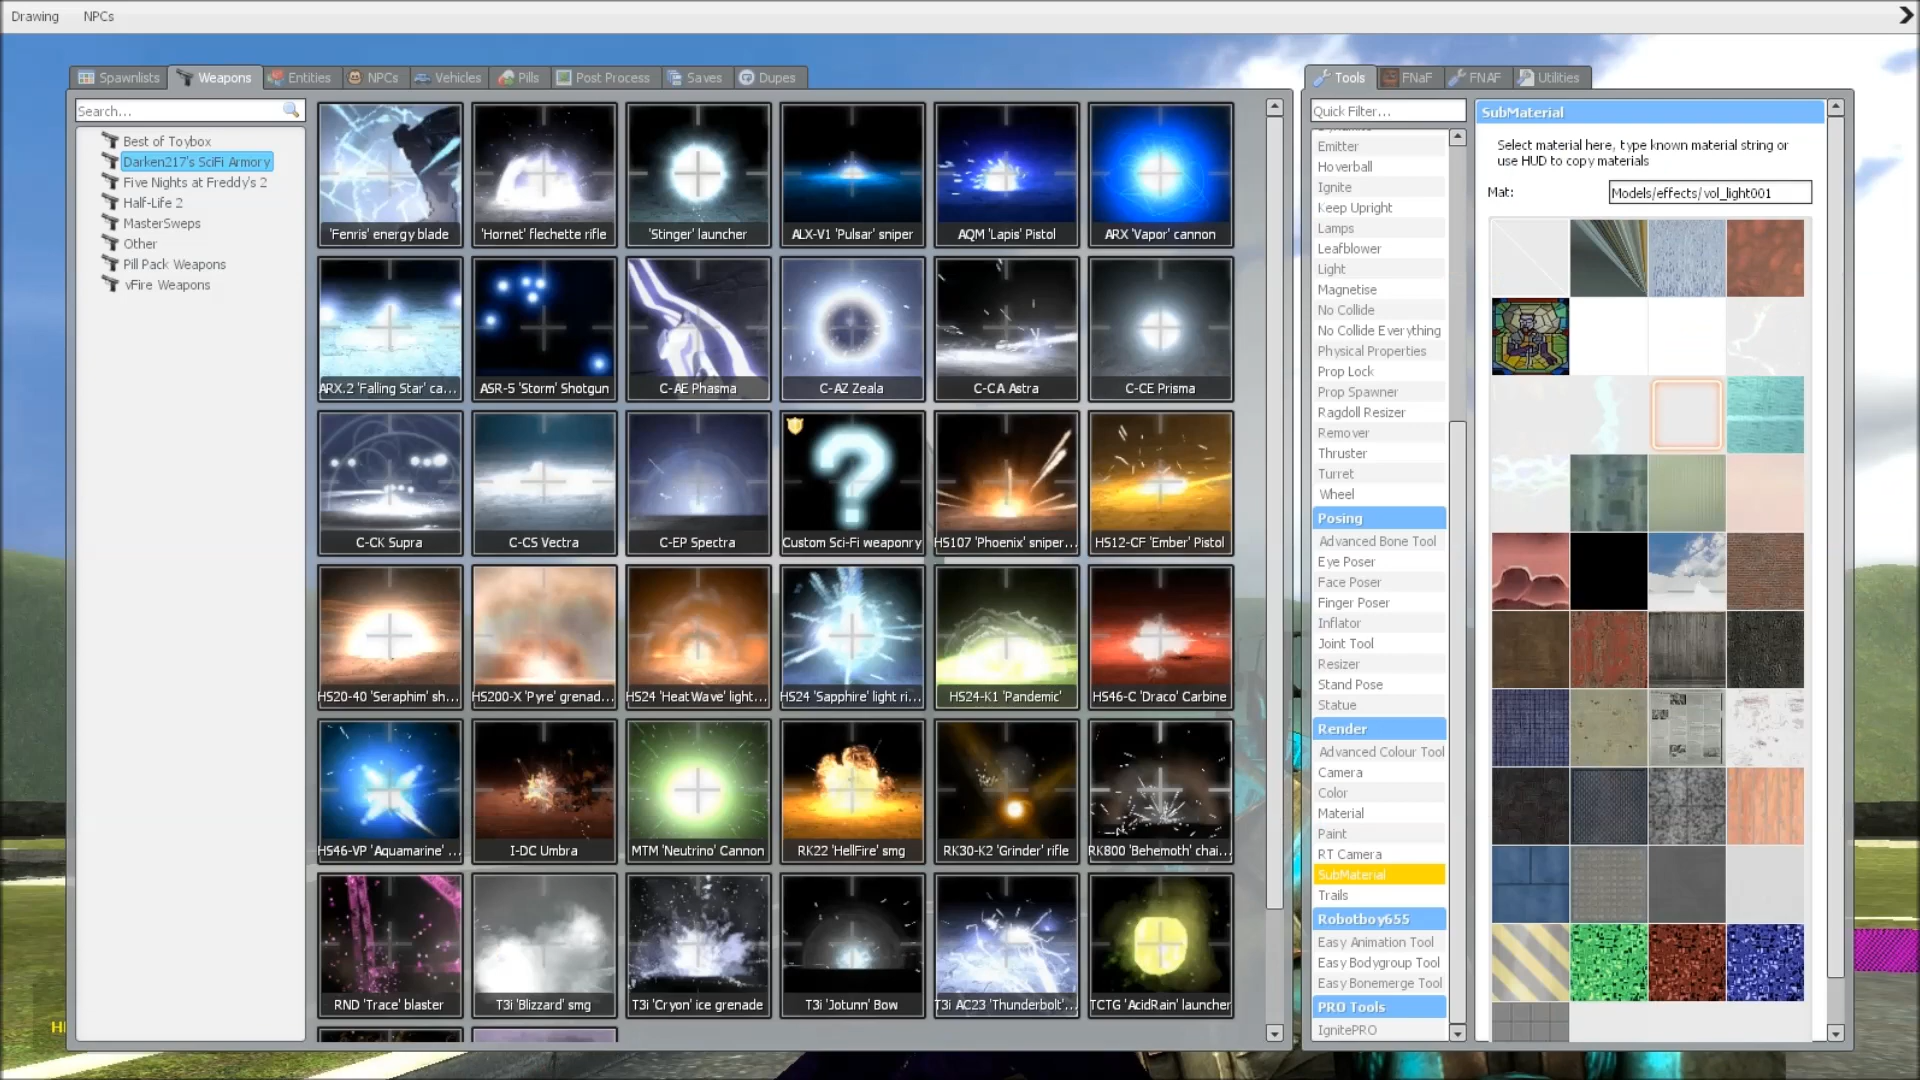 Drawing NPCs
Spawnlists Weapons Entities NPCs Vehicles Pills Post Process Saves Dupes
Search...
Best of Toybox
Darken217's SciFi Armory
Five Nights at Freddy's 2
Half-Life 2
MasterSweps
Other
Pill Pack Weapons
vFire Weapons
'Fenris' energy blade
'Hornet' flechette rifle
'Stinger' launcher
ALX-V1 'Pulsar' sniper
AQM 'Lapis' Pistol
ARX 'Vapor' cannon
ARX.2 'Falling Star' ca...
ASR-5 'Storm' Shotgun
C-AE Phasma
C-AZ Zeala
C-CA Astra
C-CE Prisma
C-CK Supra
C-CS Vectra
C-EP Spectra
Custom Sci-Fi weaponry
HS107 'Phoenix' sniper...
HS12-CF 'Ember' Pistol
HS20-40 'Seraphim' sh...
HS200-X 'Pyre' grenad...
HS24 'HeatWave' light...
HS24 'Sapphire' light ri...
HS24-K1 'Pandemic'
HS46-C 'Draco' Carbine
HS46-VP 'Aquamarine' ...
I-DC Umbra
MTM 'Neutrino' Cannon
RK22 'HellFire' smg
RK30-K2 'Grinder' rifle
RK800 'Behemoth' chai...
RND 'Trace' blaster
T3i 'Blizzard' smg
T3i 'Cryon' ice grenade
T3i 'Jotunn' Bow
T3i AC23 'Thunderbolt'...
TCTG 'AcidRain' launcher
Tools FNaF FNAF Utilities
Quick Filter...
Emitter
Hoverball
Ignite
Keep Upright
Lamps
Leafblower
Light
Magnetise
No Collide
No Collide Everything
Physical Properties
Prop Lock
Prop Spawner
Ragdoll Resizer
Remover
Thruster
Turret
Wheel
Posing
Advanced Bone Tool
Eye Poser
Face Poser
Finger Poser
Inflator
Joint Tool
Resizer
Stand Pose
Statue
Render
Advanced Colour Tool
Camera
Color
Material
Paint
RT Camera
SubMaterial
Trails
Robotboy655
Easy Animation Tool
Easy Bodygroup Tool
Easy Bonemerge Tool
PRO Tools
IgnitePRO
SubMaterial
Select material here, type known material string or
use HUD to copy materials
Mat: Models/effects/vol_light001